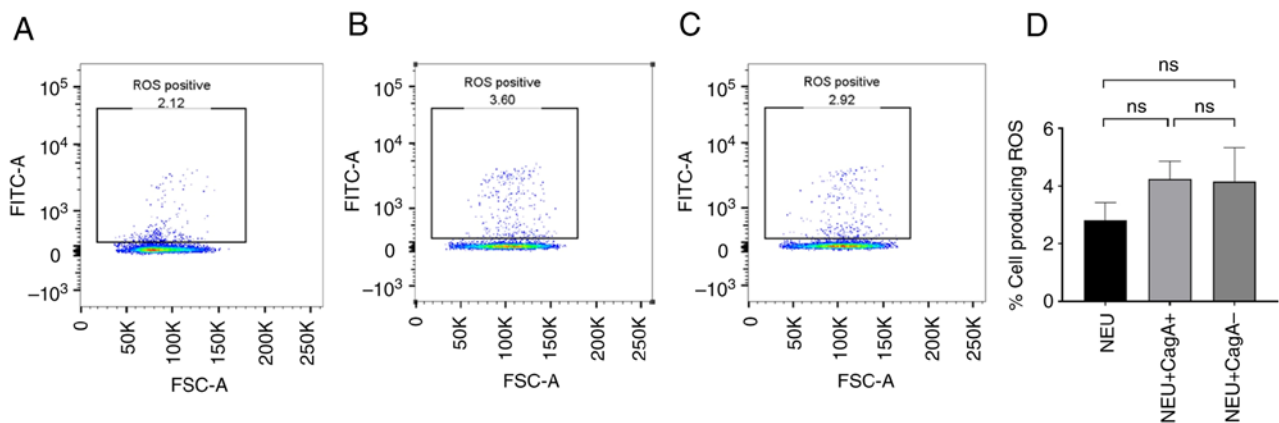 A
ROS positive
2.12
10⁵
10⁴
10³
0
−10³
FITC-A
0
50K
100K
150K
200K
250K
FSC-A
B
ROS positive
3.60
10⁵
10⁴
10³
0
−10³
FITC-A
0
50K
100K
150K
200K
250K
FSC-A
C
ROS positive
2.92
10⁵
10⁴
10³
0
−10³
FITC-A
0
50K
100K
150K
200K
250K
FSC-A
D
ns
ns
ns
6
4
2
0
% Cell producing ROS
NEU
NEU+CagA+
NEU+CagA−